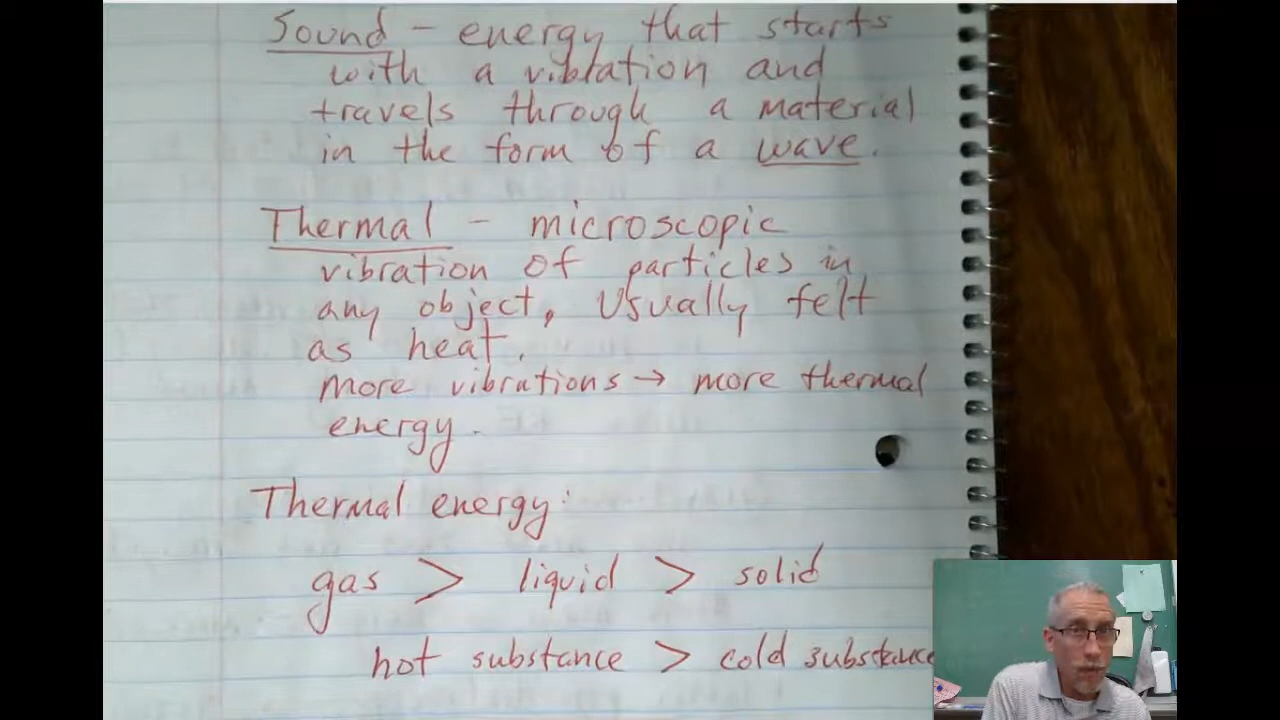 Sound - energy that starts
with a vibration and
travels through a material
in the form of a wave.
Thermal - microscopic
vibration of particles in
any object, Usually felt
as heat.
more vibrations → more thermal
energy.
Thermal energy:
gas > liquid > solid
hot substance > cold substance